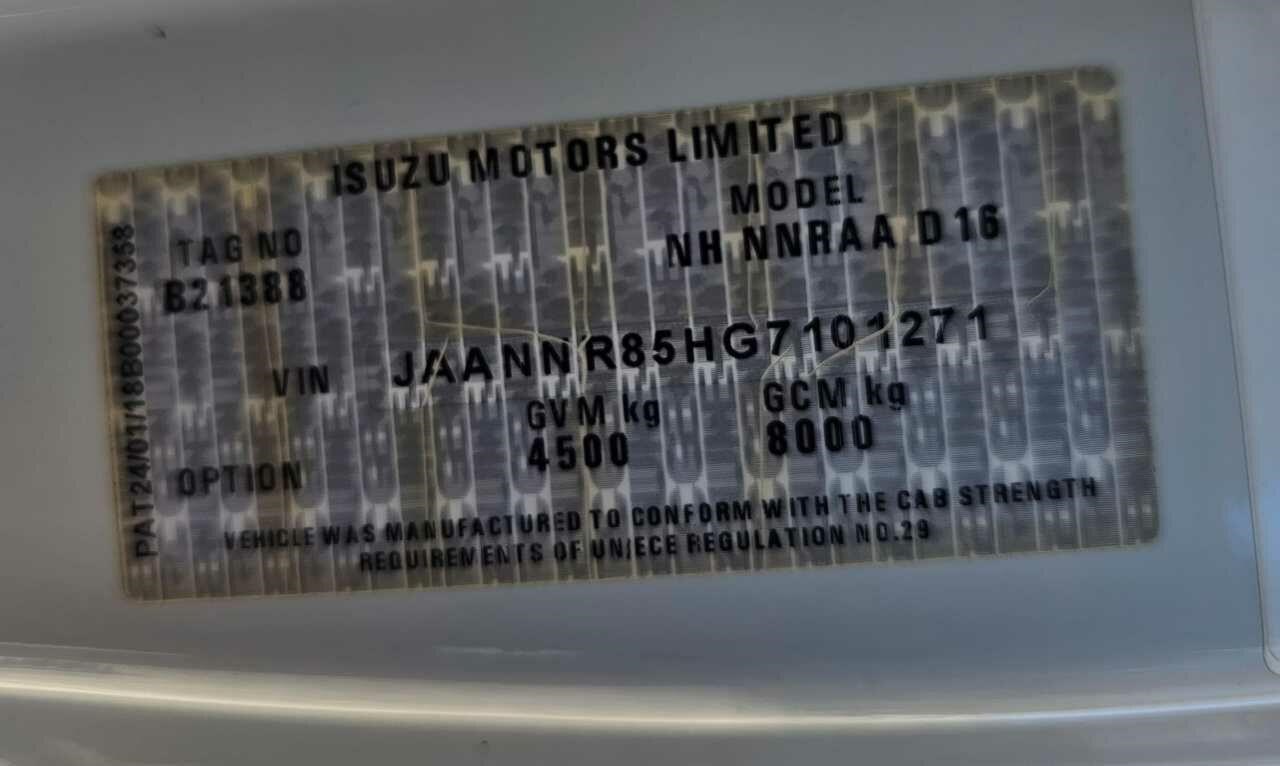 ISUZU MOTORS LIMITED
TAG NO
B21388
MODEL
NH NNRAA D16
VIN JAANNR85HG7101271
GVM kg
4500
GCM kg
8000
OPTION
VEHICLE WAS MANUFACTURED TO CONFORM WITH THE CAB STRENGTH
REQUIREMENTS OF UN/ECE REGULATION NO.29
PAT24/01/18B00037358